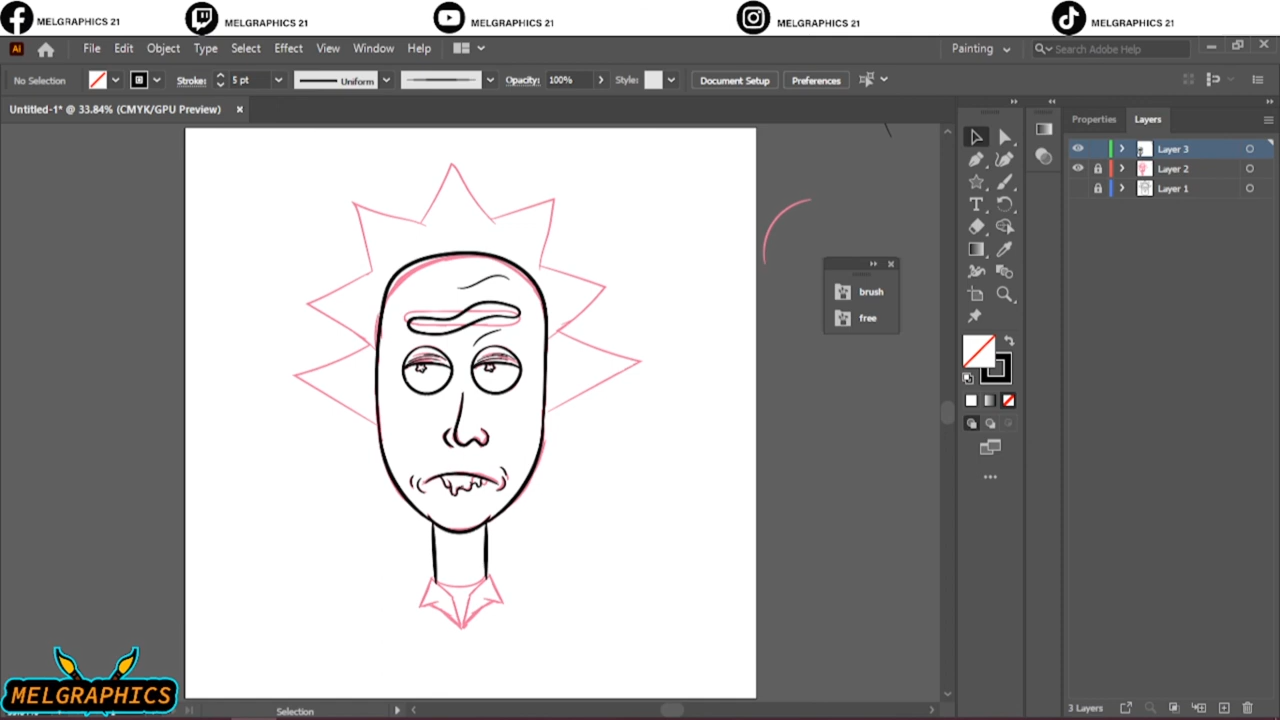 MELGRAPHICS 21
MELGRAPHICS 21
MELGRAPHICS 21
MELGRAPHICS 21
MELGRAPHICS 21
Ai File Edit Object Type Select Effect View Window Help Painting Search Adobe Help
No Selection Stroke: 5 pt Uniform Opacity: 100% Style: Document Setup Preferences
Untitled-1* @ 33.84% (CMYK/GPU Preview)
Properties Layers
Layer 3
Layer 2
Layer 1
brush
free
MELGRAPHICS
Selection
3 Layers